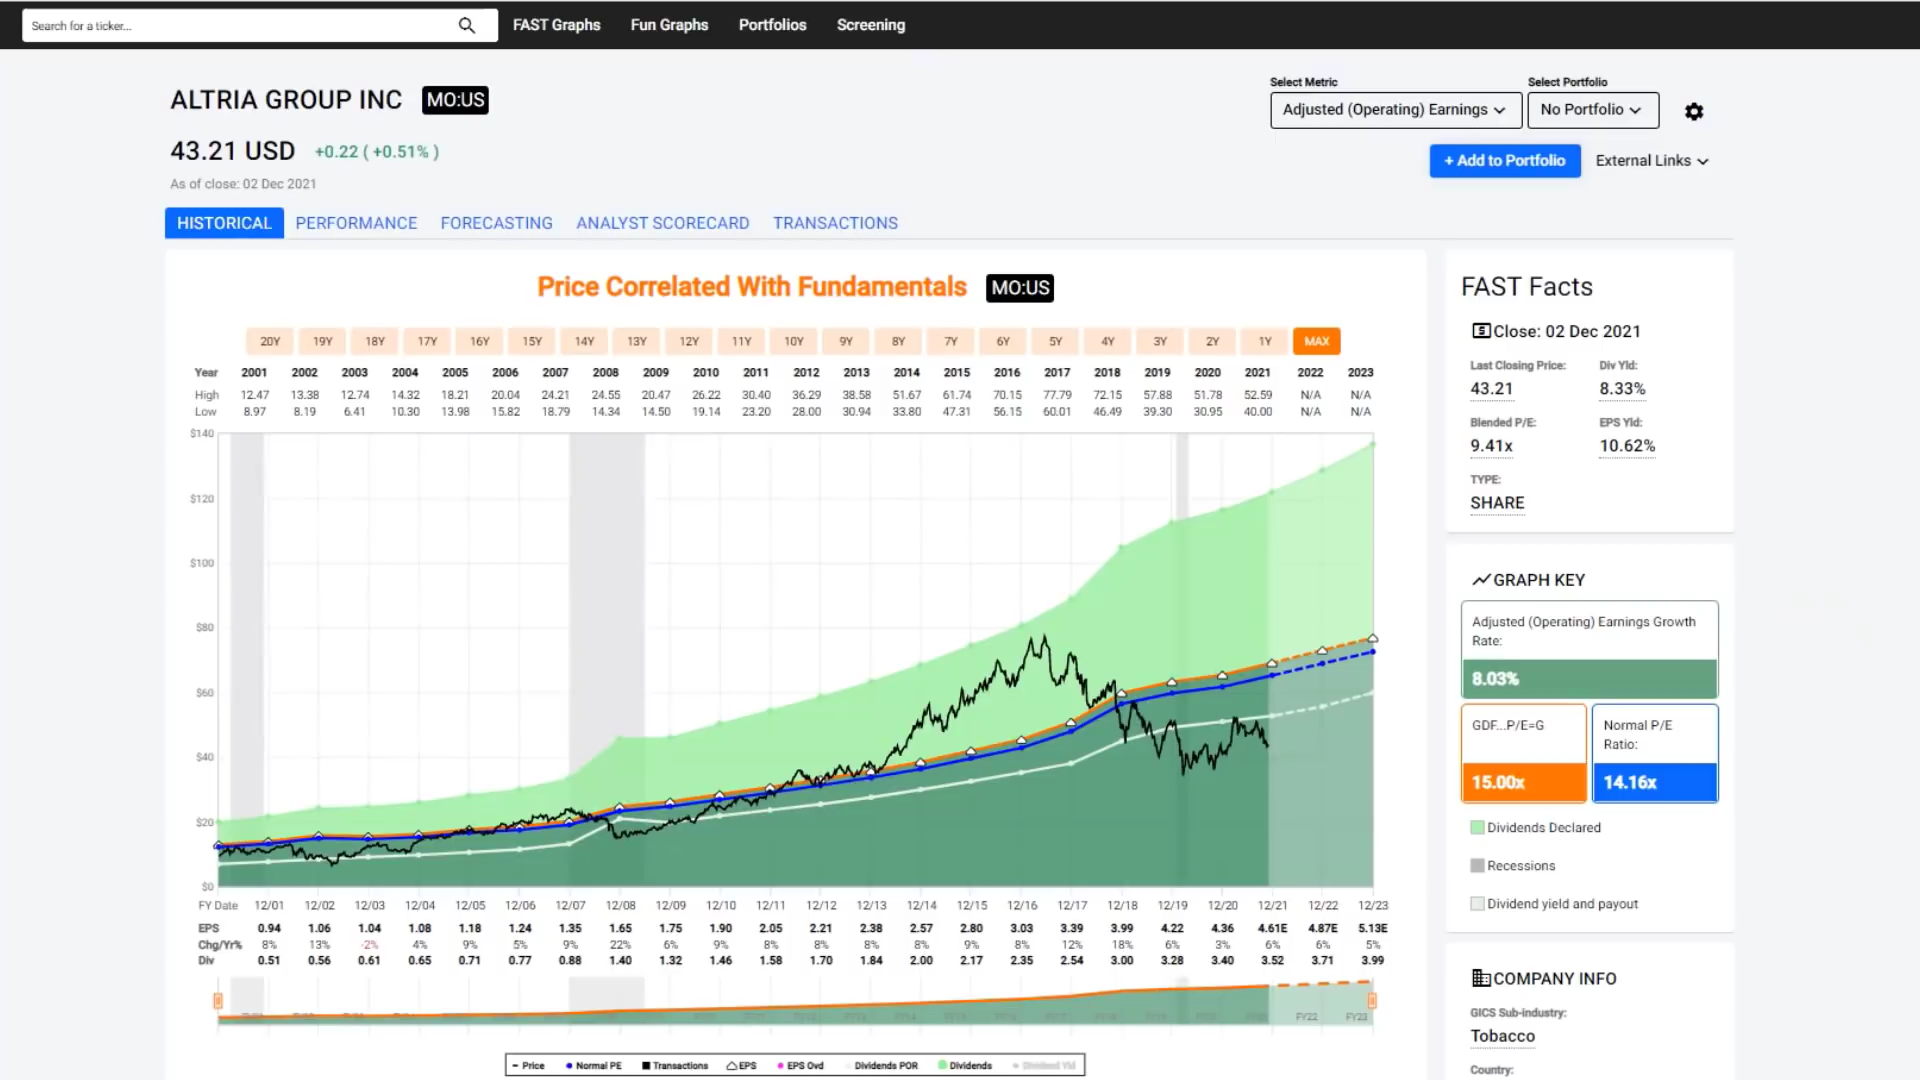 Search for a ticker...
FAST Graphs Fun Graphs Portfolios Screening
ALTRIA GROUP INC MO:US
Select Metric Select Portfolio
Adjusted (Operating) Earnings No Portfolio
43.21 USD +0.22 ( +0.51% )
+ Add to Portfolio External Links
As of close: 02 Dec 2021
HISTORICAL PERFORMANCE FORECASTING ANALYST SCORECARD TRANSACTIONS
Price Correlated With Fundamentals MO:US
20Y 19Y 18Y 17Y 16Y 15Y 14Y 13Y 12Y 11Y 10Y 9Y 8Y 7Y 6Y 5Y 4Y 3Y 2Y 1Y MAX
Year 2001 2002 2003 2004 2005 2006 2007 2008 2009 2010 2011 2012 2013 2014 2015 2016 2017 2018 2019 2020 2021 2022 2023
High 12.47 13.38 12.74 14.32 18.21 20.04 24.21 24.55 20.47 26.22 30.40 36.29 38.58 51.67 61.74 70.15 77.79 72.15 57.88 51.78 52.59 N/A N/A
Low 8.97 8.19 6.41 10.30 13.98 15.82 18.79 14.34 14.50 19.14 23.20 28.00 30.94 33.80 47.31 56.15 60.01 46.49 39.30 30.95 40.00 N/A N/A
$140
$120
$100
$80
$60
$40
$20
$0
FY Date 12/01 12/02 12/03 12/04 12/05 12/06 12/07 12/08 12/09 12/10 12/11 12/12 12/13 12/14 12/15 12/16 12/17 12/18 12/19 12/20 12/21 12/22 12/23
EPS 0.94 1.06 1.04 1.08 1.18 1.24 1.35 1.65 1.75 1.90 2.05 2.21 2.38 2.57 2.80 3.03 3.39 3.99 4.22 4.36 4.61E 4.87E 5.13E
Chg/Yr% 8% 13% -2% 4% 9% 5% 9% 22% 6% 9% 8% 8% 8% 8% 9% 8% 12% 18% 6% 3% 6% 6% 5%
Div 0.51 0.56 0.61 0.65 0.71 0.77 0.88 1.40 1.32 1.46 1.58 1.70 1.84 2.00 2.17 2.35 2.54 3.00 3.28 3.40 3.52 3.71 3.99
FY22 FY23
Price Normal PE Transactions EPS EPS Ovd Dividends POR Dividends Dividend Yld
FAST Facts
Close: 02 Dec 2021
Last Closing Price: Div Yld:
43.21 8.33%
Blended P/E: EPS Yld:
9.41x 10.62%
TYPE:
SHARE
GRAPH KEY
Adjusted (Operating) Earnings Growth
Rate:
8.03%
GDF...P/E=G Normal P/E
Ratio:
15.00x 14.16x
Dividends Declared
Recessions
Dividend yield and payout
COMPANY INFO
GICS Sub-industry:
Tobacco
Country: